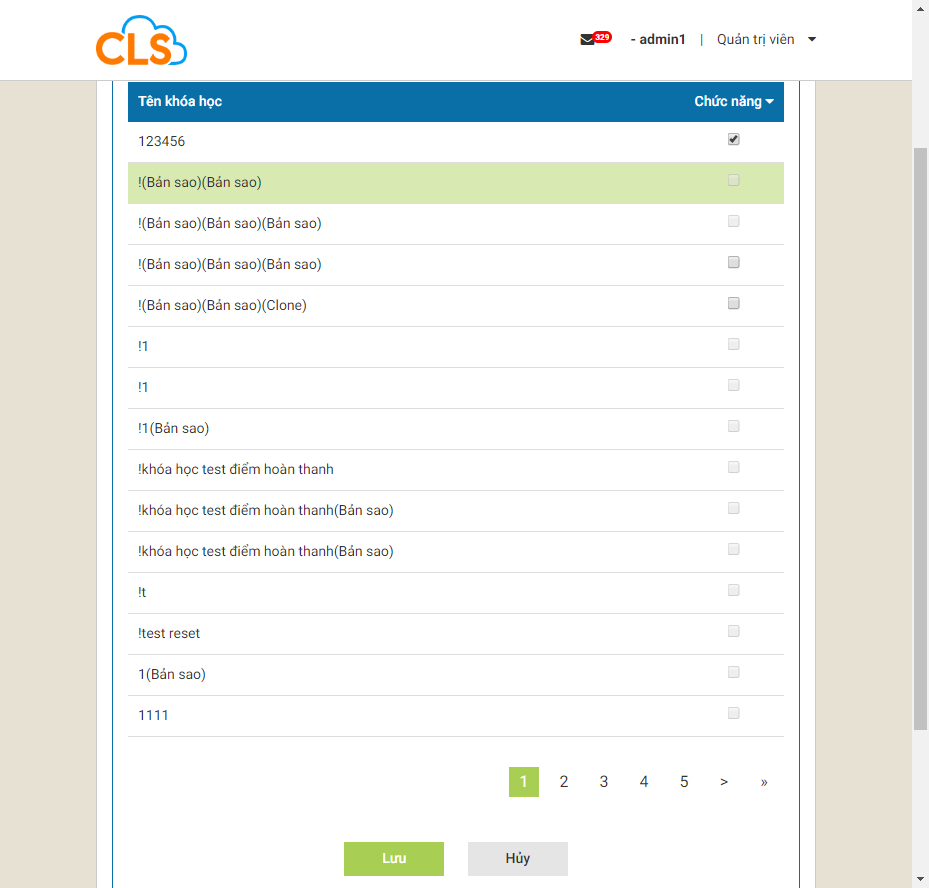 CLS
329
- admin1 | Quản trị viên
Tên khóa học Chức năng
123456
!(Bản sao)(Bản sao)
!(Bản sao)(Bản sao)(Bản sao)
!(Bản sao)(Bản sao)(Bản sao)
!(Bản sao)(Bản sao)(Clone)
!1
!1
!1(Bản sao)
!khóa học test điểm hoàn thanh
!khóa học test điểm hoàn thanh(Bản sao)
!khóa học test điểm hoàn thanh(Bản sao)
!t
!test reset
1(Bản sao)
1111
1 2 3 4 5 > »
Lưu Hủy